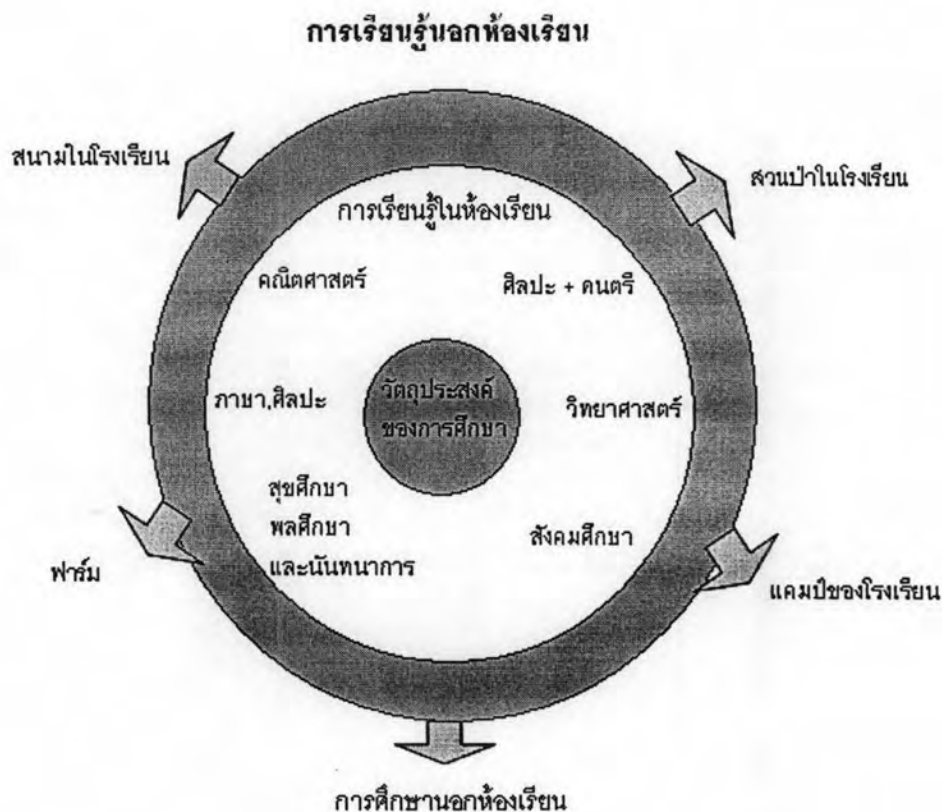 การเรียนรู้นอกห้องเรียน
สนามในโรงเรียน
สวนป่าในโรงเรียน
การเรียนรู้ในห้องเรียน
คณิตศาสตร์
ศิลปะ + ดนตรี
ภาษา,ศิลปะ
วัตถุประสงค์
ของการศึกษา
วิทยาศาสตร์
สุขศึกษา
พลศึกษา
และนันทนาการ
สังคมศึกษา
ฟาร์ม
แคมป์ของโรงเรียน
การศึกษานอกห้องเรียน